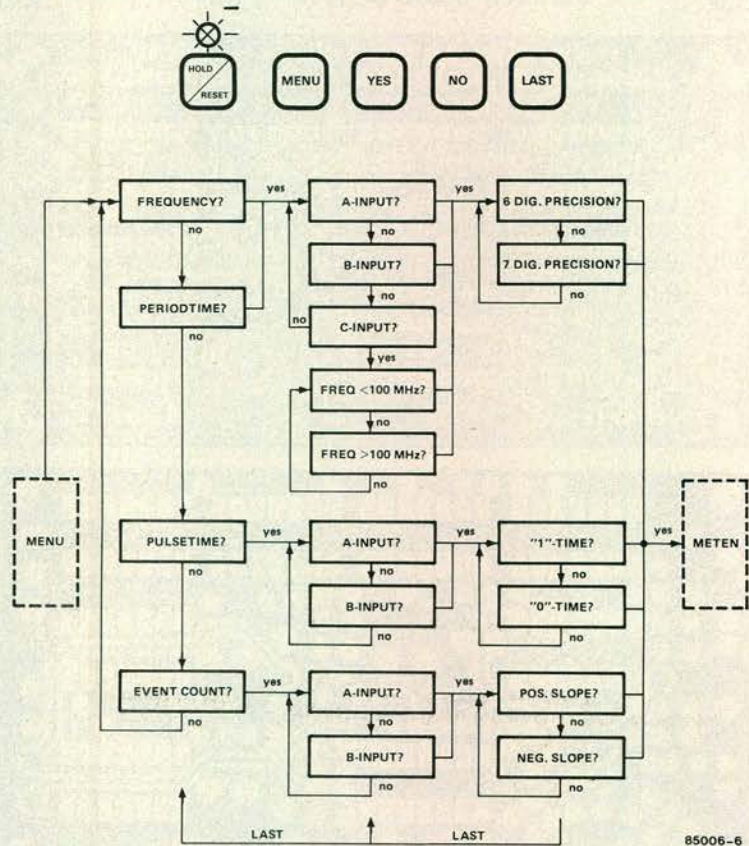 HOLD
RESET
MENU
YES
NO
LAST
FREQUENCY?
yes
A-INPUT?
yes
6 DIG. PRECISION?
no
no
no
B-INPUT?
7 DIG. PRECISION?
no
no
PERIODTIME?
no
no
C-INPUT?
yes
FREQ <100 MHz?
no
FREQ >100 MHz?
no
MENU
PULSETIME?
yes
A-INPUT?
yes
"1"-TIME?
yes
METEN
no
no
no
B-INPUT?
"0"-TIME?
no
no
EVENT COUNT?
yes
A-INPUT?
yes
POS. SLOPE?
no
no
no
B-INPUT?
NEG. SLOPE?
no
no
LAST
LAST
85006-6